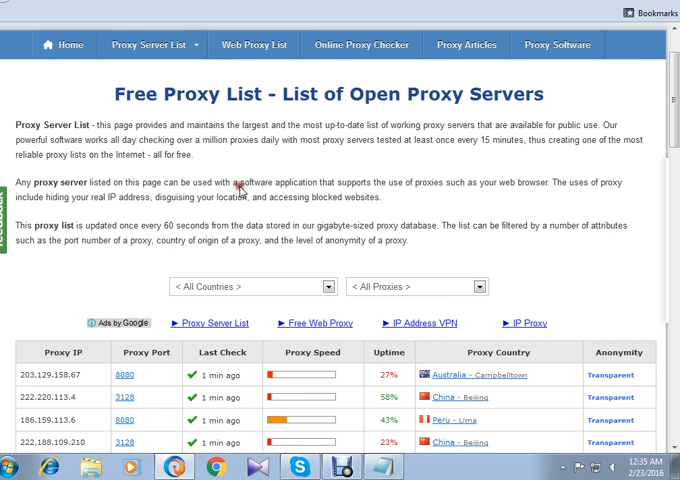 Bookmarks
Home Proxy Server List Web Proxy List Online Proxy Checker Proxy Articles Proxy Software
Free Proxy List - List of Open Proxy Servers
Proxy Server List - this page provides and maintains the largest and the most up-to-date list of working proxy servers that are available for public use. Our
powerful software works all day checking over a million proxies daily with most proxy servers tested at least once every 15 minutes, thus creating one of the most
reliable proxy lists on the Internet - all for free.
Any proxy server listed on this page can be used with a software application that supports the use of proxies such as your web browser. The uses of proxy
include hiding your real IP address, disguising your location, and accessing blocked websites.
This proxy list is updated once every 60 seconds from the data stored in our gigabyte-sized proxy database. The list can be filtered by a number of attributes
such as the port number of a proxy, country of origin of a proxy, and the level of anonymity of a proxy.
feedback
< All Countries > < All Proxies >
Ads by Google ► Proxy Server List ► Free Web Proxy ► IP Address VPN ► IP Proxy
Proxy IP Proxy Port Last Check Proxy Speed Uptime Proxy Country Anonymity
203.129.158.67 8080 1 min ago 27% Australia - Campbelltown Transparent
222.220.113.4 3128 1 min ago 58% China - Beijing Transparent
186.159.113.6 8080 1 min ago 43% Peru - Lima Transparent
222.188.109.210 3128 1 min ago 23% China - Beijing Transparent
12:35 AM
2/23/2016